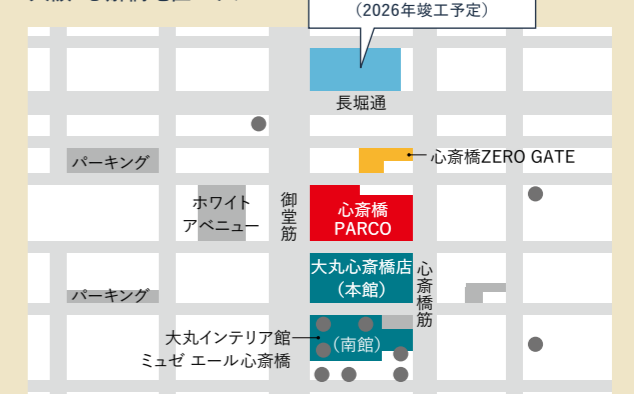 （2026年竣工予定）
長堀通
心斎橋ZERO GATE
パーキング
ホワイト
アベニュー
御堂筋
心斎橋
PARCO
大丸心斎橋店
（本館）
心斎橋筋
パーキング
大丸インテリア館
ミュゼ エール心斎橋
（南館）